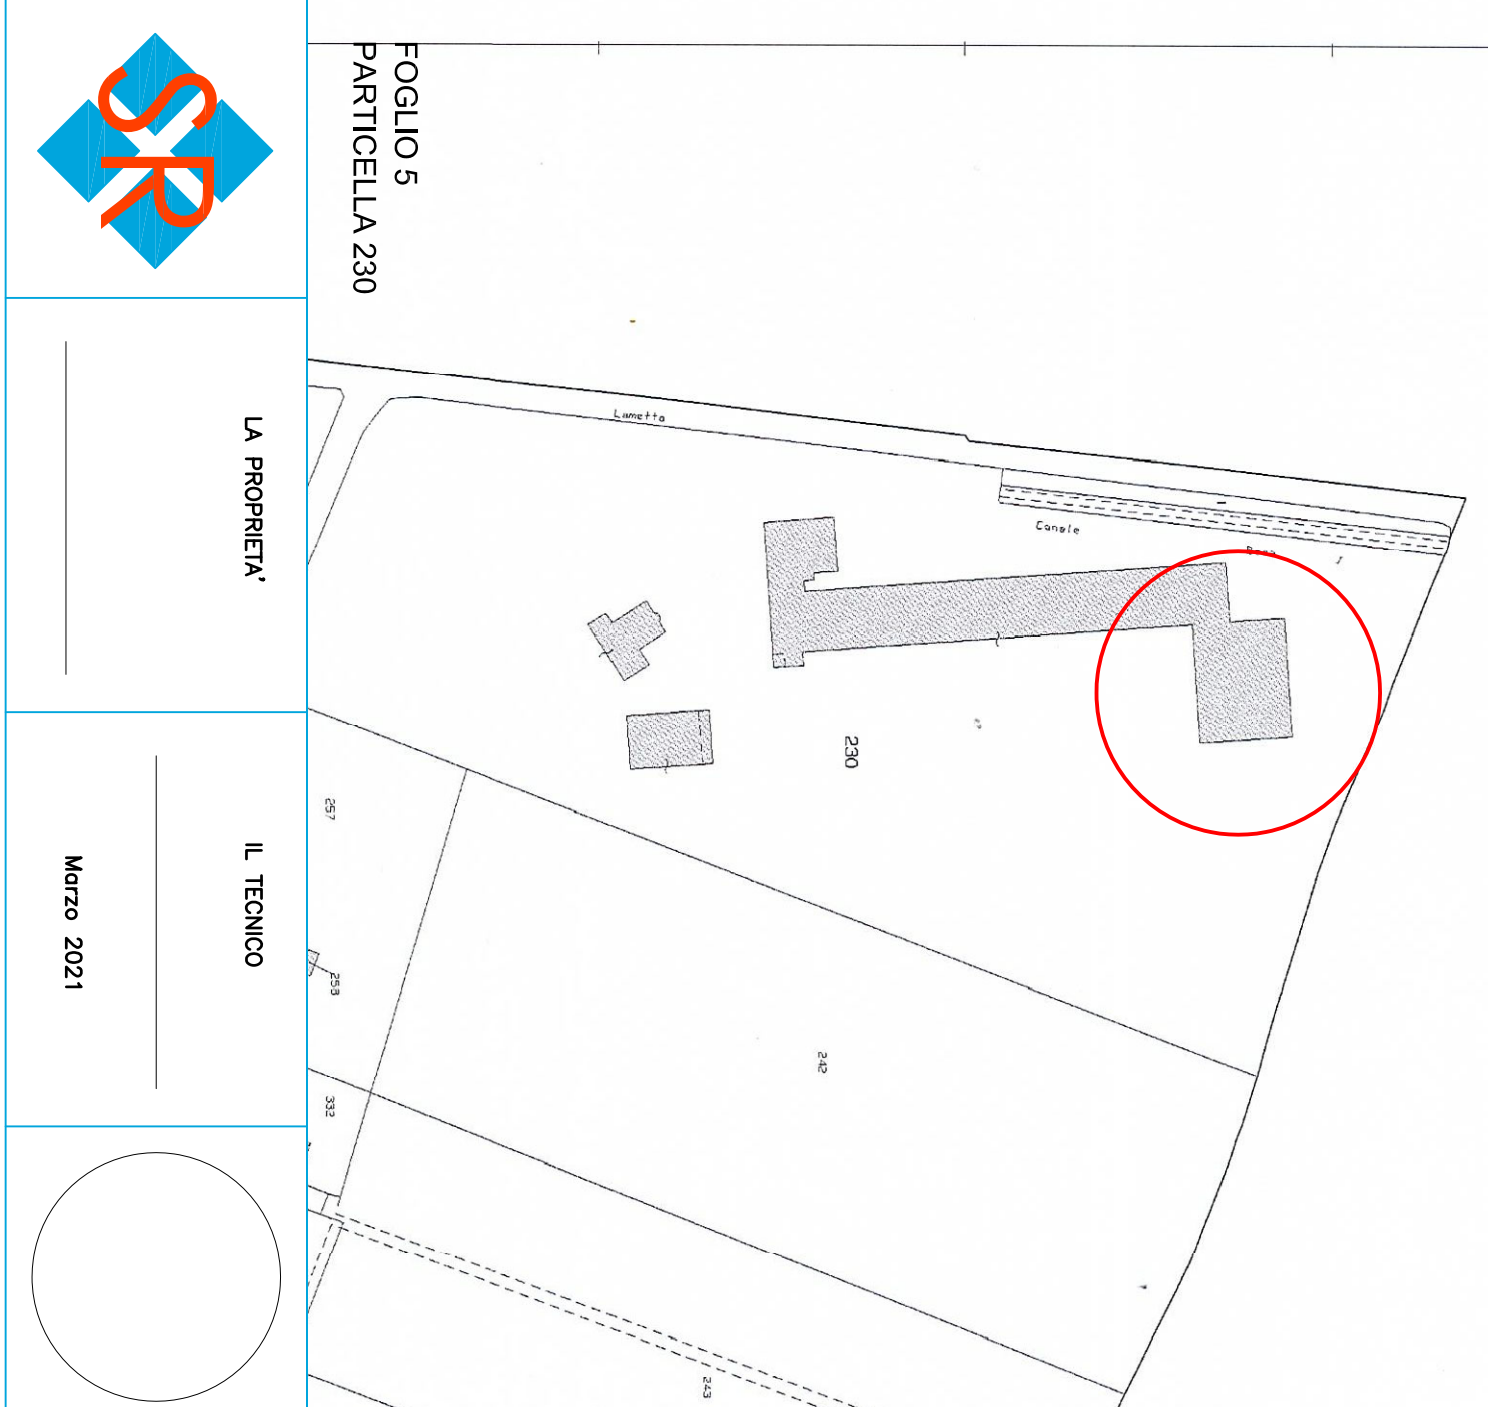 SR
FOGLIO 5
PARTICELLA 230
LA PROPRIETA'
IL TECNICO
Marzo 2021
Lametta
Canale
230
257
258
242
332
243